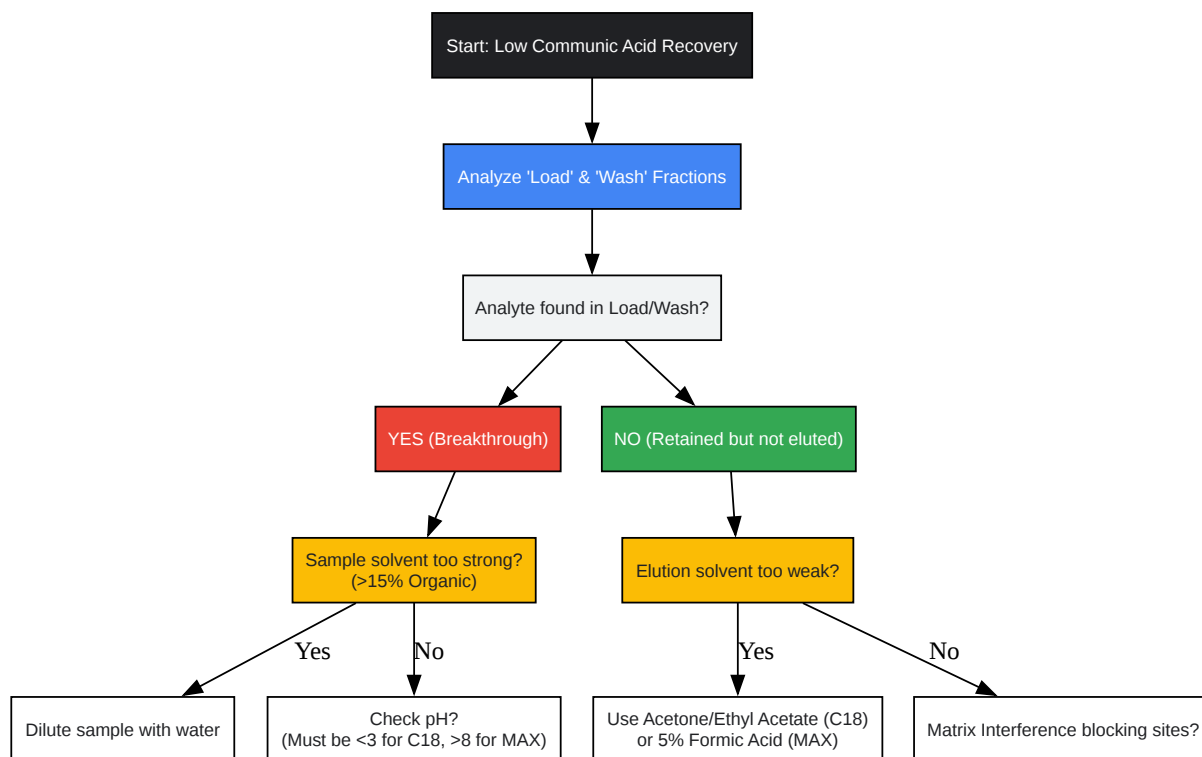 Start: Low Communic Acid Recovery
Analyze 'Load' & 'Wash' Fractions
Analyte found in Load/Wash?
YES (Breakthrough)
NO (Retained but not eluted)
Sample solvent too strong?
(>15% Organic)
Elution solvent too weak?
Yes
No
Yes
No
Dilute sample with water
Check pH?
(Must be <3 for C18, >8 for MAX)
Use Acetone/Ethyl Acetate (C18)
or 5% Formic Acid (MAX)
Matrix Interference blocking sites?